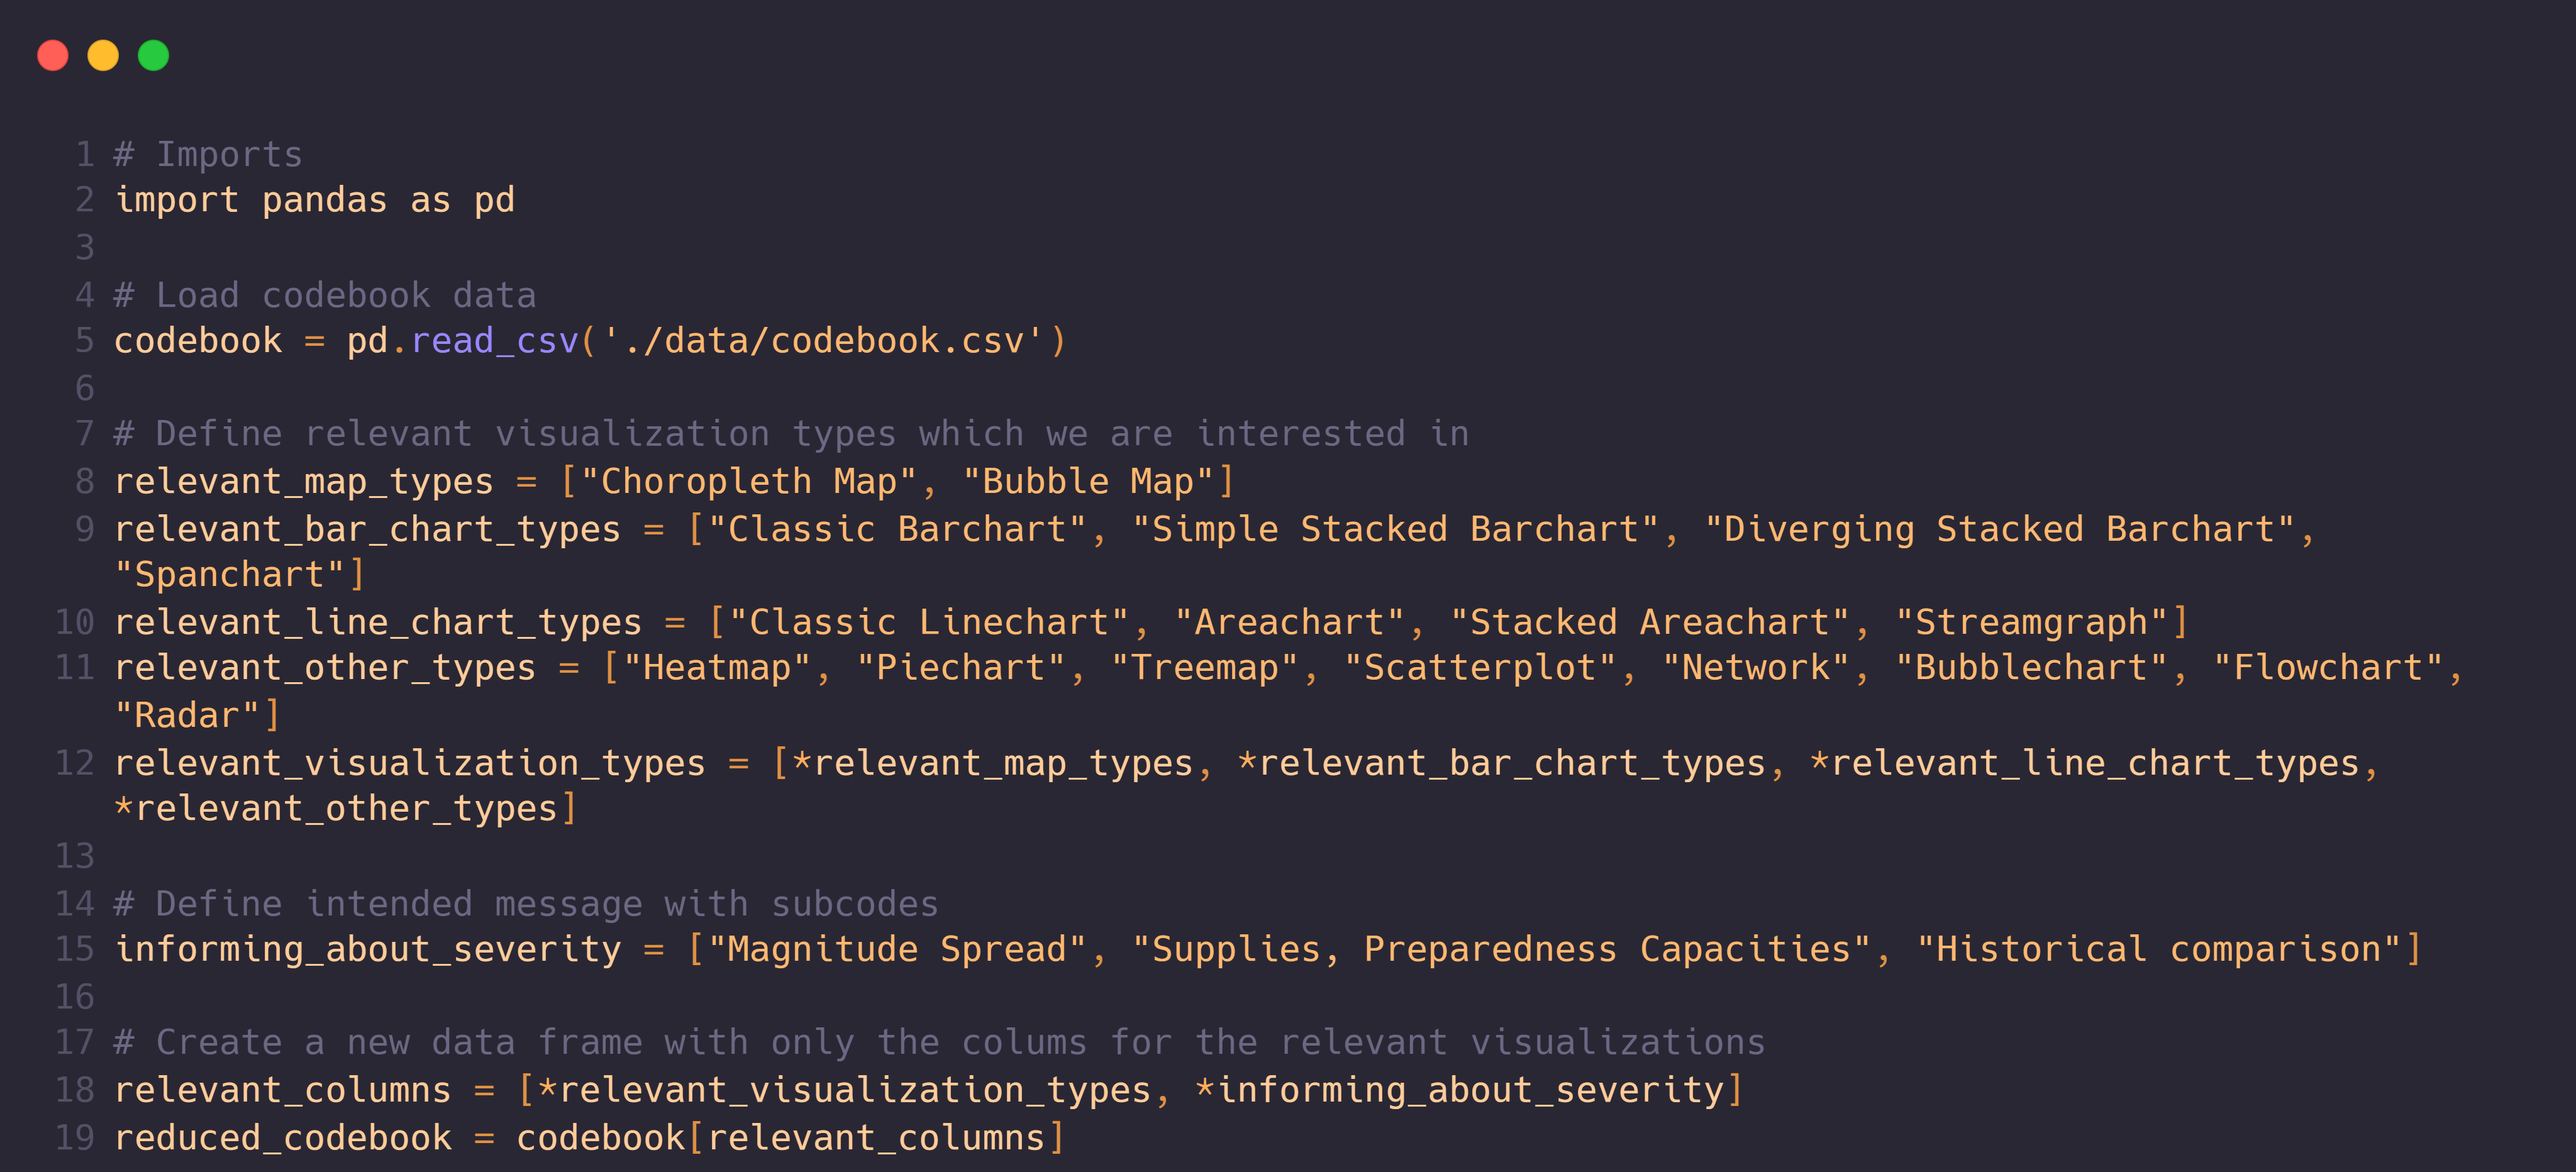 1 # Imports
2 import pandas as pd
3
4 # Load codebook data
5 codebook = pd.read_csv('./data/codebook.csv')
6
7 # Define relevant visualization types which we are interested in
8 relevant_map_types = ["Choropleth Map", "Bubble Map"]
9 relevant_bar_chart_types = ["Classic Barchart", "Simple Stacked Barchart", "Diverging Stacked Barchart",
"Spanchart"]
10 relevant_line_chart_types = ["Classic Linechart", "Areachart", "Stacked Areachart", "Streamgraph"]
11 relevant_other_types = ["Heatmap", "Piechart", "Treemap", "Scatterplot", "Network", "Bubblechart", "Flowchart",
"Radar"]
12 relevant_visualization_types = [*relevant_map_types, *relevant_bar_chart_types, *relevant_line_chart_types,
*relevant_other_types]
13
14 # Define intended message with subcodes
15 informing_about_severity = ["Magnitude Spread", "Supplies, Preparedness Capacities", "Historical comparison"]
16
17 # Create a new data frame with only the colums for the relevant visualizations
18 relevant_columns = [*relevant_visualization_types, *informing_about_severity]
19 reduced_codebook = codebook[relevant_columns]